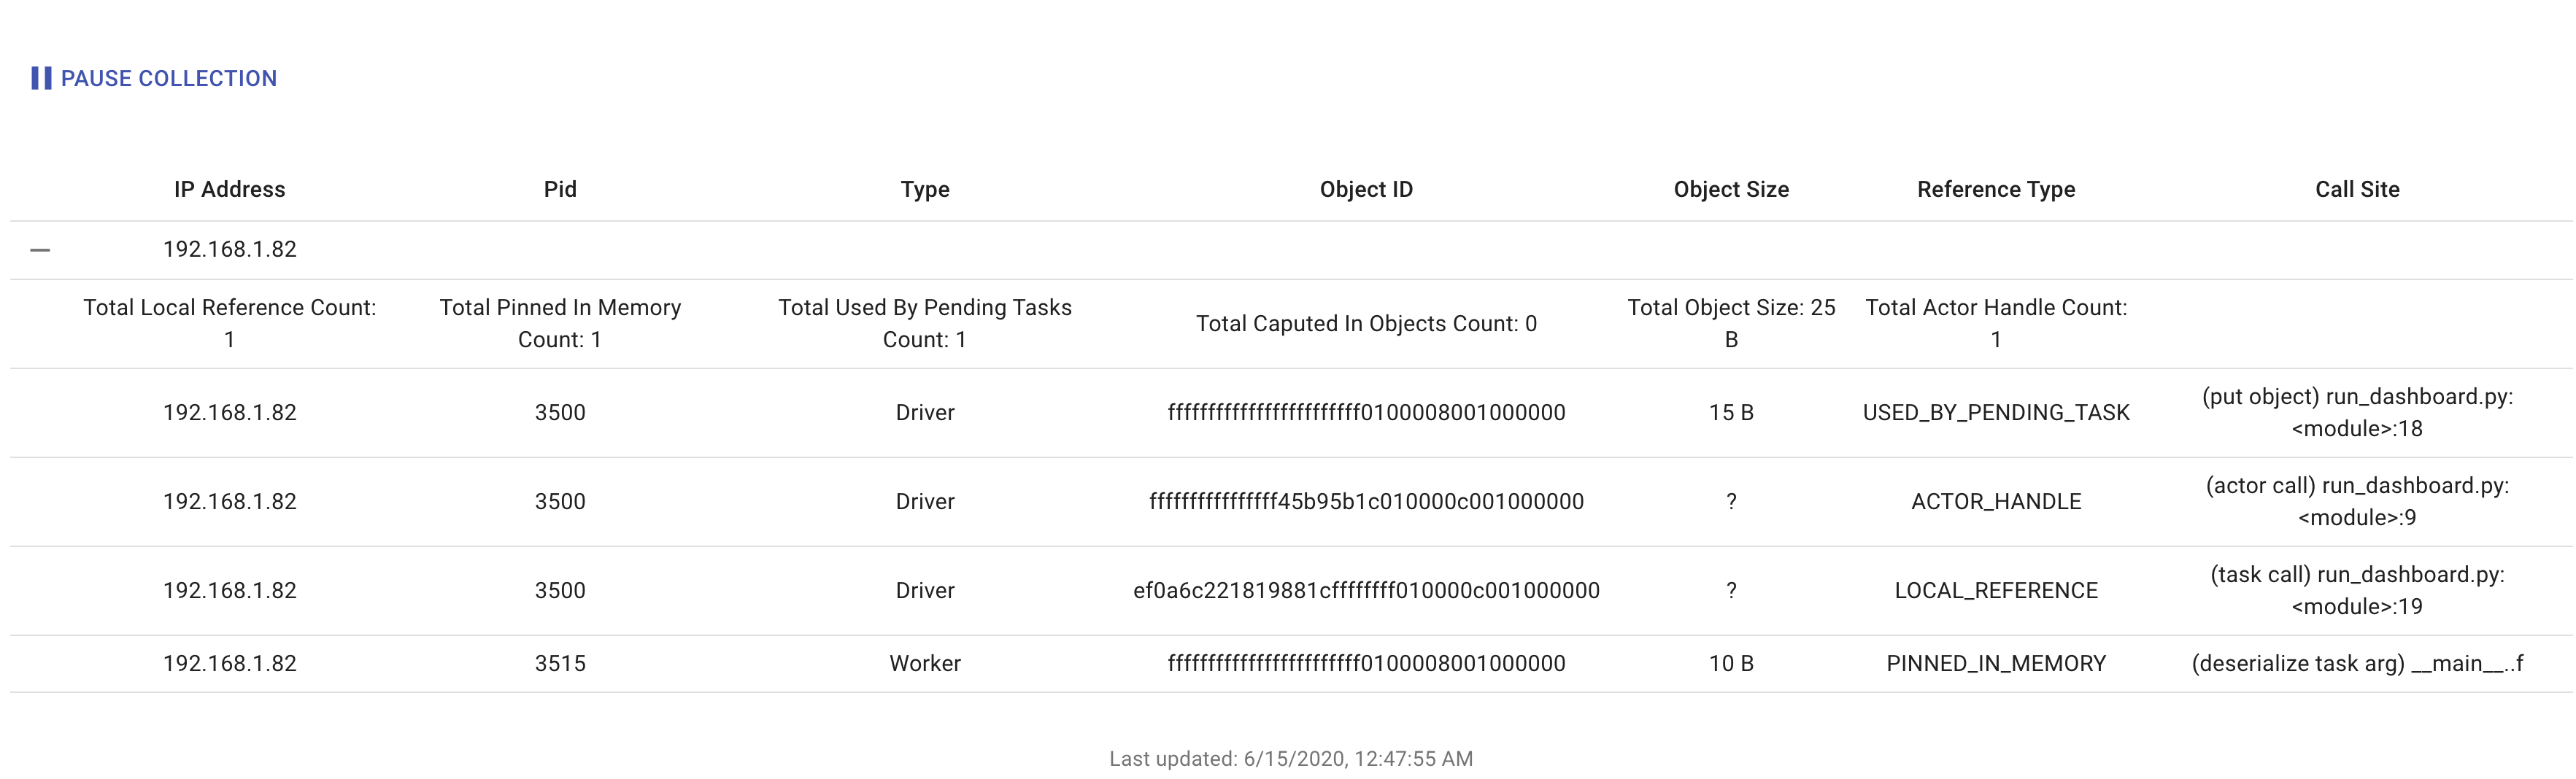 PAUSE COLLECTION
IP Address Pid Type Object ID Object Size Reference Type Call Site
192.168.1.82
Total Local Reference Count: 1 Total Pinned In Memory Count: 1 Total Used By Pending Tasks Count: 1 Total Caputed In Objects Count: 0 Total Object Size: 25 B Total Actor Handle Count: 1
192.168.1.82 3500 Driver ffffffffffffffffffffffff0100008001000000 15 B USED_BY_PENDING_TASK (put object) run_dashboard.py:<module>:18
192.168.1.82 3500 Driver ffffffffffffffff45b95b1c010000c001000000 ? ACTOR_HANDLE (actor call) run_dashboard.py:<module>:9
192.168.1.82 3500 Driver ef0a6c221819881cffffffff010000c001000000 ? LOCAL_REFERENCE (task call) run_dashboard.py:<module>:19
192.168.1.82 3515 Worker ffffffffffffffffffffffff0100008001000000 10 B PINNED_IN_MEMORY (deserialize task arg) __main__..f
Last updated: 6/15/2020, 12:47:55 AM